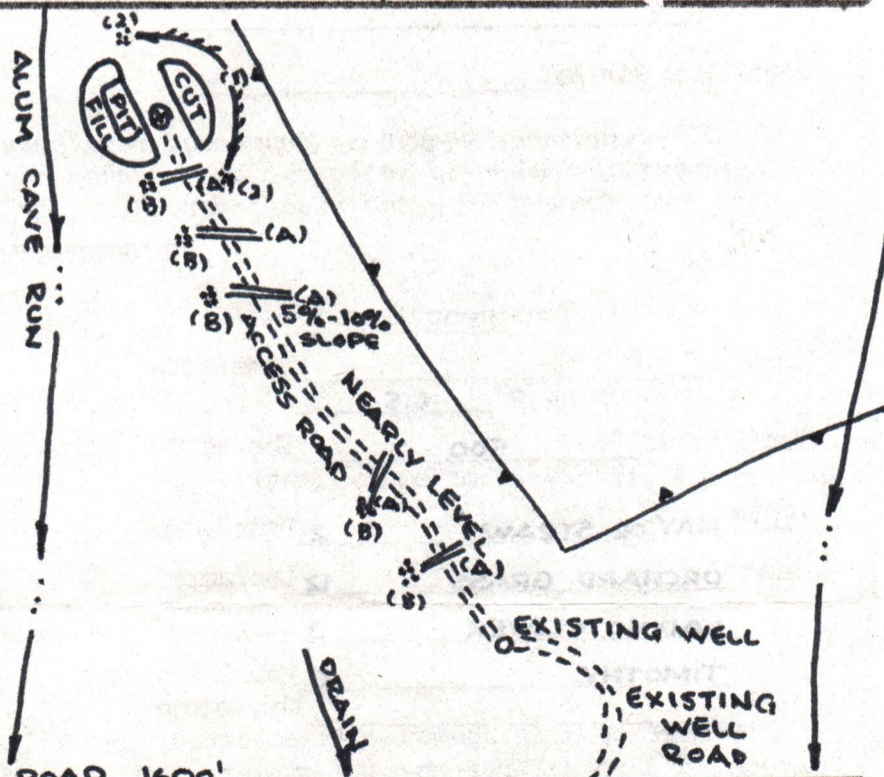 (2)
ALUM CAVE RUN
FILL
PIT
CUT
(E)
(A) (2)
(B)
(A)
(B)
(A)
(B)
5%-10%
SLOPE
ACCESS ROAD
NEARLY LEVEL
(A)
(B)
(A)
(B)
EXISTING WELL
EXISTING
WELL
ROAD
DRAIN
ROAD 1600'